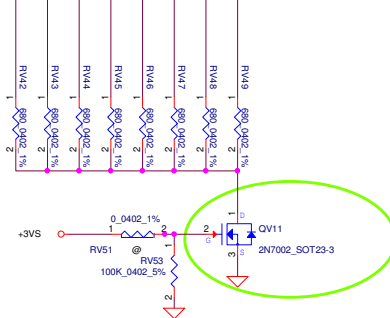 RV42
RV43
RV44
RV45
RV46
RV47
RV48
RV49
1 1 1 1 1 1 1 1
680_0402_1%
680_0402_1%
680_0402_1%
680_0402_1%
680_0402_1%
680_0402_1%
680_0402_1%
680_0402_1%
2 2 2 2 2 2 2 2
0_0402_1%
+3VS
1 2
RV51 @
1
RV53
100K_0402_5%
2
1 D
2 G
QV11
3 S
2N7002_SOT23-3